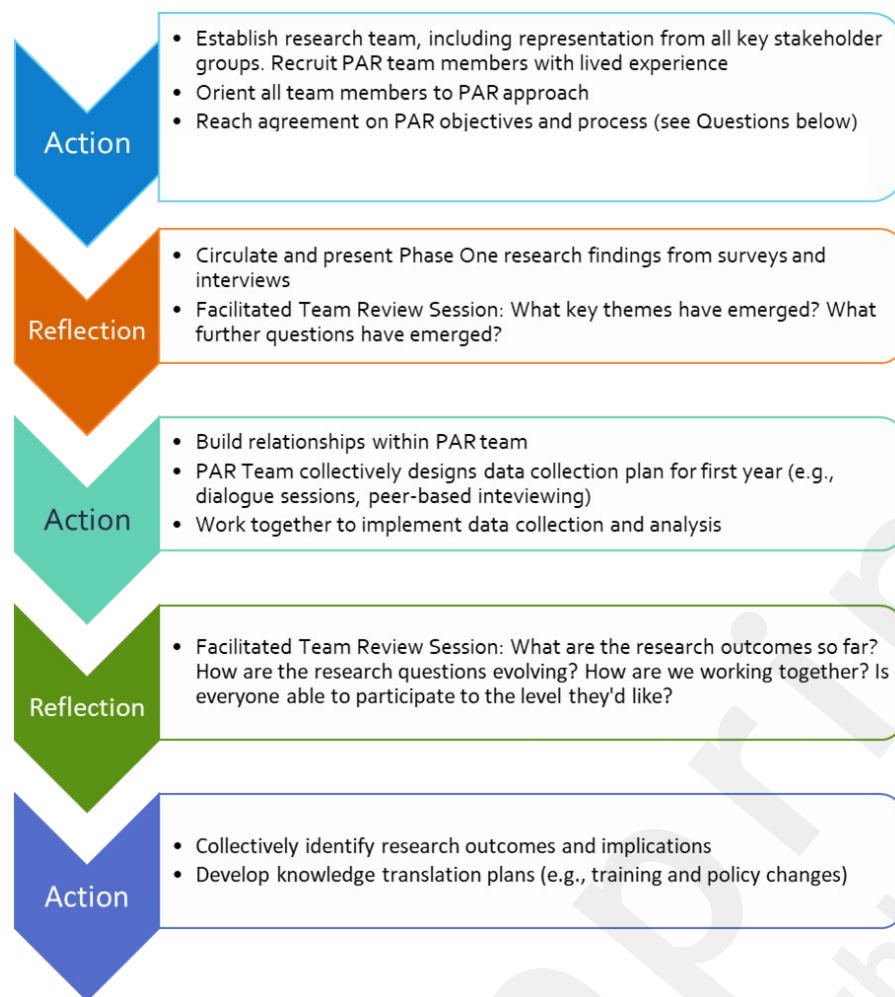 Action
• Establish research team, including representation from all key stakeholder
groups. Recruit PAR team members with lived experience
• Orient all team members to PAR approach
• Reach agreement on PAR objectives and process (see Questions below)
Reflection
• Circulate and present Phase One research findings from surveys and
interviews
• Facilitated Team Review Session: What key themes have emerged? What
further questions have emerged?
Action
• Build relationships within PAR team
• PAR Team collectively designs data collection plan for first year (e.g.,
dialogue sessions, peer-based inteviewing)
• Work together to implement data collection and analysis
Reflection
• Facilitated Team Review Session: What are the research outcomes so far?
How are the research questions evolving? How are we working together? Is
everyone able to participate to the level they'd like?
Action
• Collectively identify research outcomes and implications
• Develop knowledge translation plans (e.g., training and policy changes)